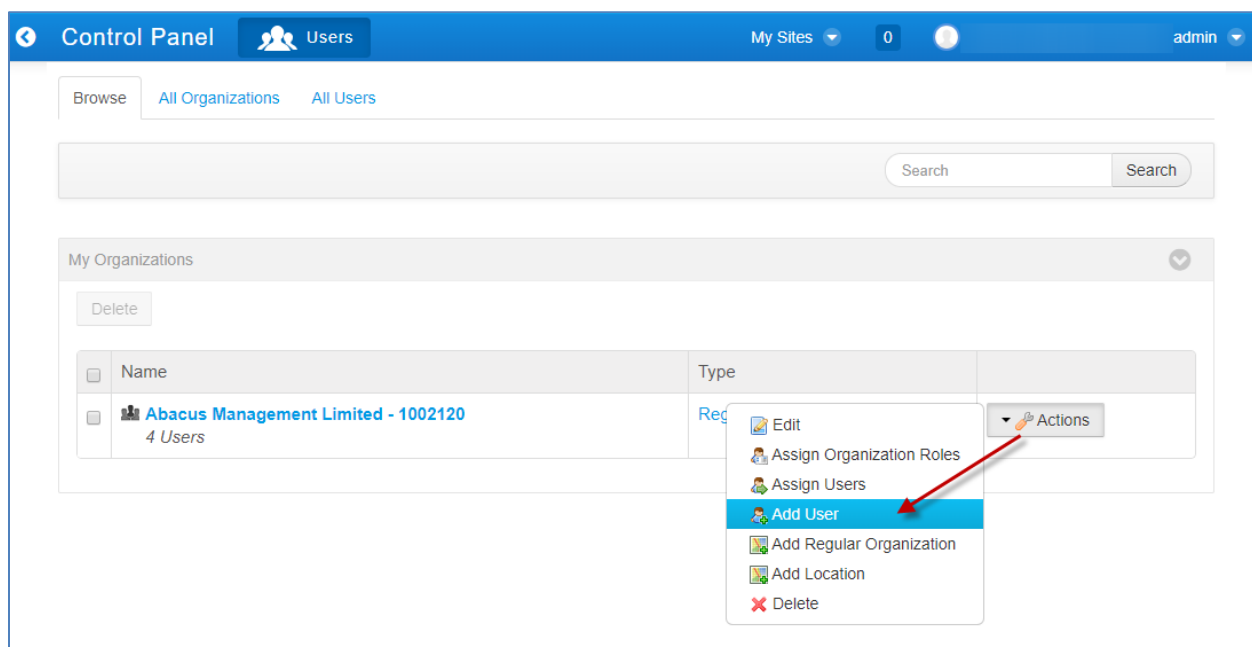 Control Panel Users My Sites 0 admin
Browse All Organizations All Users
Search Search
My Organizations
Delete
Name Type
Abacus Management Limited - 1002120 Reg Actions
4 Users
Edit
Assign Organization Roles
Assign Users
Add User
Add Regular Organization
Add Location
Delete